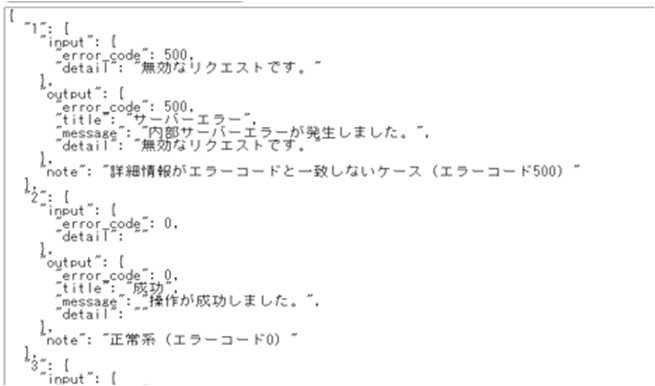 {
"1": {
"input": {
"error_code": 500,
"detail": "無効なリクエストです。"
},
"output": {
"error_code": 500,
"title": "サーバーエラー",
"message": "内部サーバーエラーが発生しました。",
"detail": "無効なリクエストです。"
},
"note": "詳細情報がエラーコードと一致しないケース（エラーコード500）"
},
"2": {
"input": {
"error_code": 0,
"detail": ""
},
"output": {
"error_code": 0,
"title": "成功",
"message": "操作が成功しました。",
"detail": ""
},
"note": "正常系（エラーコード0）"
},
"3": {
"input": {